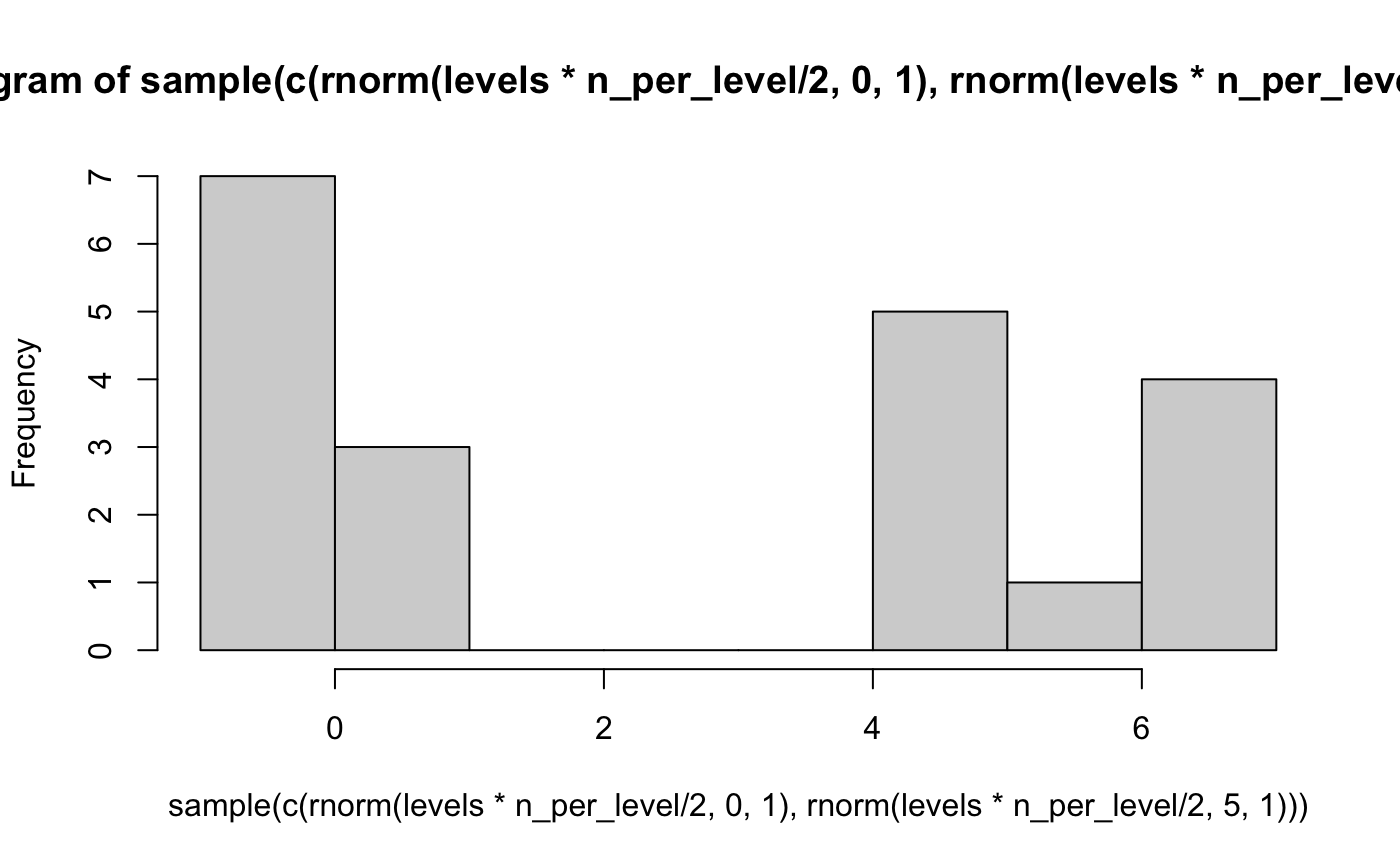 gram of sample(c(rnorm(levels * n_per_level/2, 0, 1), rnorm(levels * n_per_leve
Frequency
7
6
5
4
3
2
1
0
0 2 4 6
sample(c(rnorm(levels * n_per_level/2, 0, 1), rnorm(levels * n_per_level/2, 5, 1)))